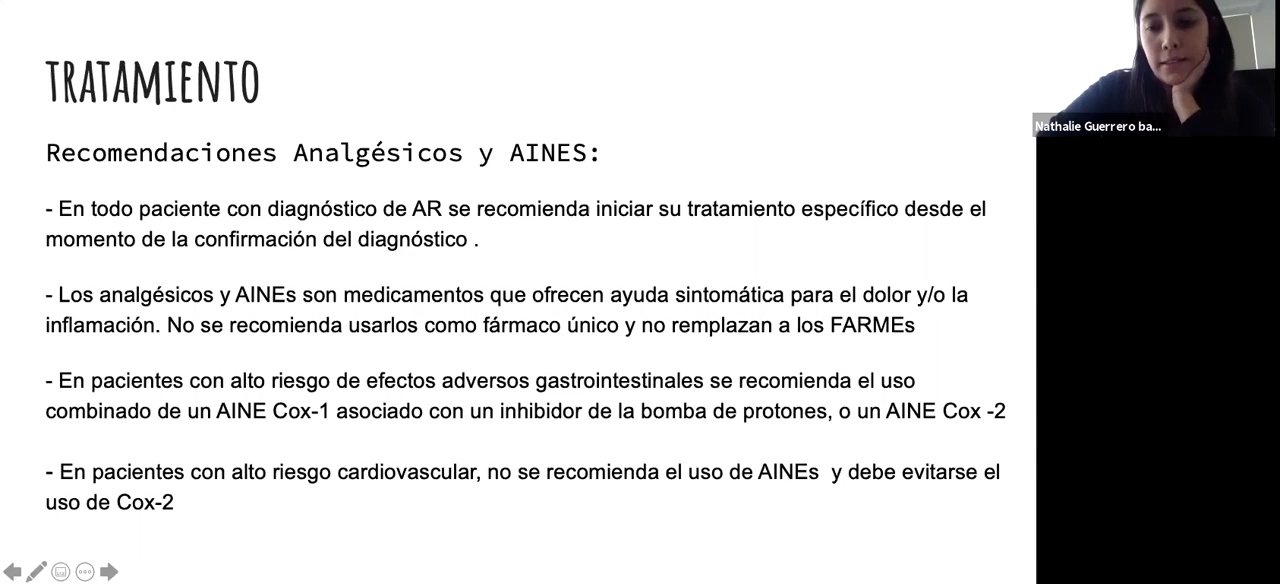 TRATAMIENTO
Recomendaciones Analgésicos y AINES:
- En todo paciente con diagnóstico de AR se recomienda iniciar su tratamiento específico desde el
momento de la confirmación del diagnóstico .
- Los analgésicos y AINEs son medicamentos que ofrecen ayuda sintomática para el dolor y/o la
inflamación. No se recomienda usarlos como fármaco único y no remplazan a los FARMEs
- En pacientes con alto riesgo de efectos adversos gastrointestinales se recomienda el uso
combinado de un AINE Cox-1 asociado con un inhibidor de la bomba de protones, o un AINE Cox -2
- En pacientes con alto riesgo cardiovascular, no se recomienda el uso de AINEs y debe evitarse el
uso de Cox-2
Nathalie Guerrero ba...